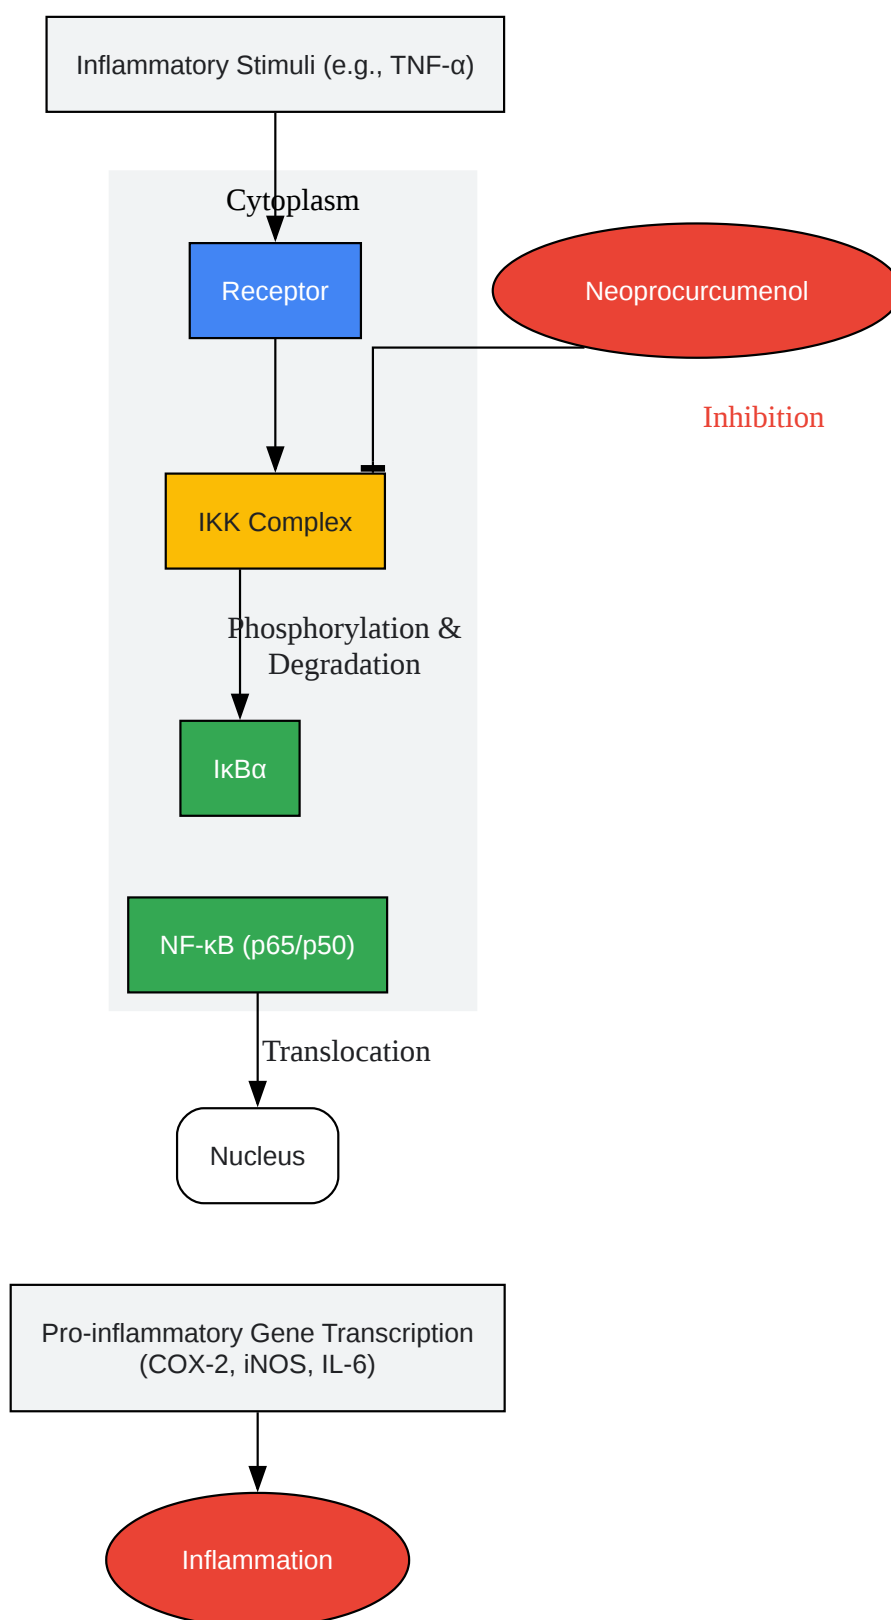 Inflammatory Stimuli (e.g., TNF-α)
Cytoplasm
Receptor
Neoprocurcumenol
Inhibition
IKK Complex
Phosphorylation &
Degradation
IκBα
NF-κB (p65/p50)
Translocation
Nucleus
Pro-inflammatory Gene Transcription
(COX-2, iNOS, IL-6)
Inflammation